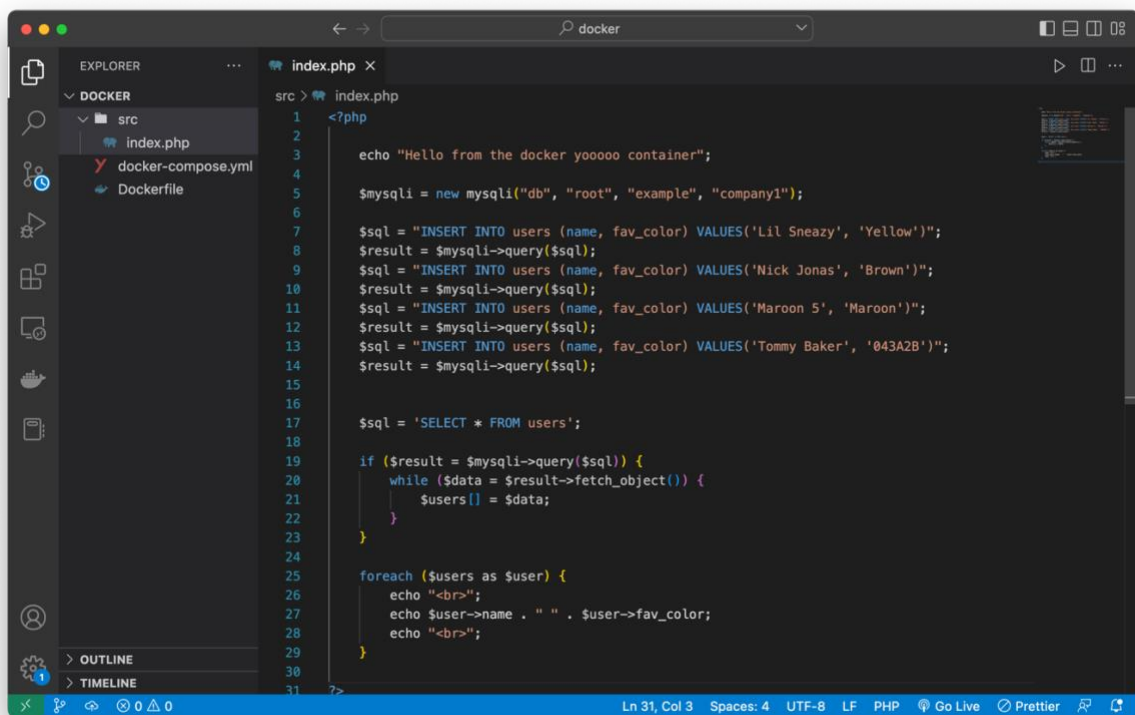 docker
EXPLORER
index.php
DOCKER
src > index.php
src
index.php
docker-compose.yml
Dockerfile
1 <?php
2
3 echo "Hello from the docker yooooo container";
4
5 $mysqli = new mysqli("db", "root", "example", "company1");
6
7 $sql = "INSERT INTO users (name, fav_color) VALUES('Lil Sneazy', 'Yellow')";
8 $result = $mysqli->query($sql);
9 $sql = "INSERT INTO users (name, fav_color) VALUES('Nick Jonas', 'Brown')";
10 $result = $mysqli->query($sql);
11 $sql = "INSERT INTO users (name, fav_color) VALUES('Maroon 5', 'Maroon')";
12 $result = $mysqli->query($sql);
13 $sql = "INSERT INTO users (name, fav_color) VALUES('Tommy Baker', '043A2B')";
14 $result = $mysqli->query($sql);
15
16
17 $sql = 'SELECT * FROM users';
18
19 if ($result = $mysqli->query($sql)) {
20 while ($data = $result->fetch_object()) {
21 $users[] = $data;
22 }
23 }
24
25 foreach ($users as $user) {
26 echo "<br>";
27 echo $user->name . " " . $user->fav_color;
28 echo "<br>";
29 }
30
31 ?>
OUTLINE
TIMELINE
1
0 0 Ln 31, Col 3 Spaces: 4 UTF-8 LF PHP Go Live Prettier